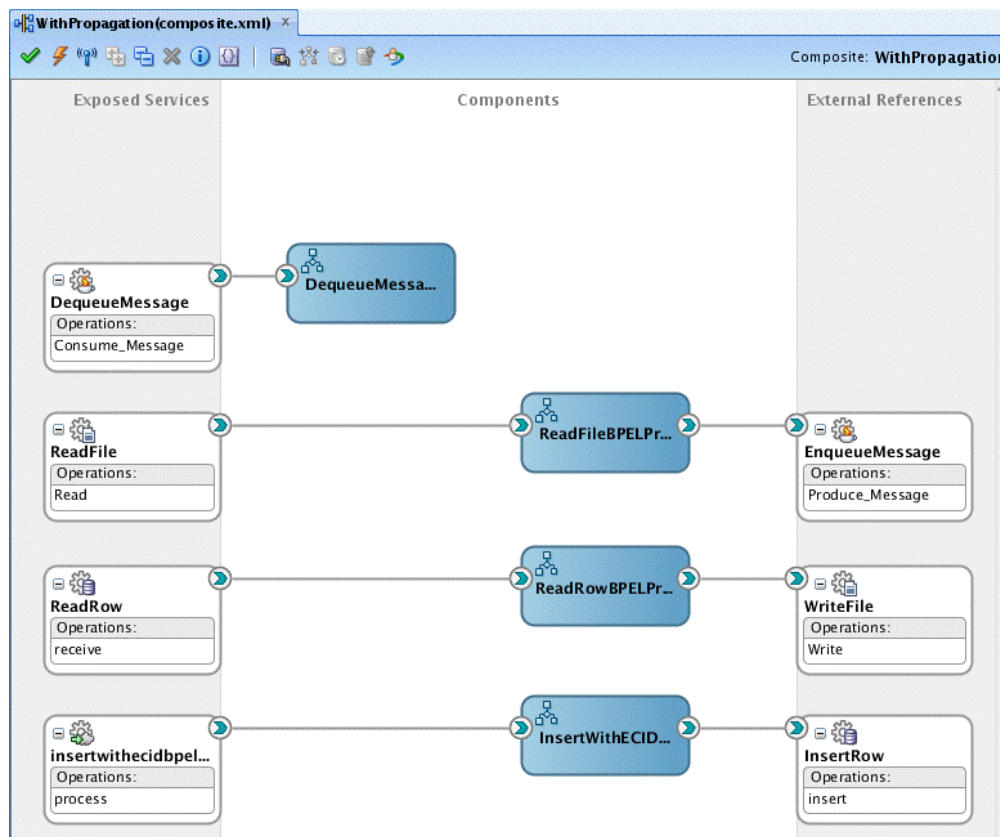 WithPropagation(composite.xml) x
Composite: WithPropagation
Exposed Services
Components
External References
DequeueMessage
Operations:
Consume_Message
DequeueMessa...
ReadFile
Operations:
Read
ReadFileBPELPr...
EnqueueMessage
Operations:
Produce_Message
ReadRow
Operations:
receive
ReadRowBPELPr...
WriteFile
Operations:
Write
insertwithecidbpel...
Operations:
process
InsertWithECID...
InsertRow
Operations:
insert